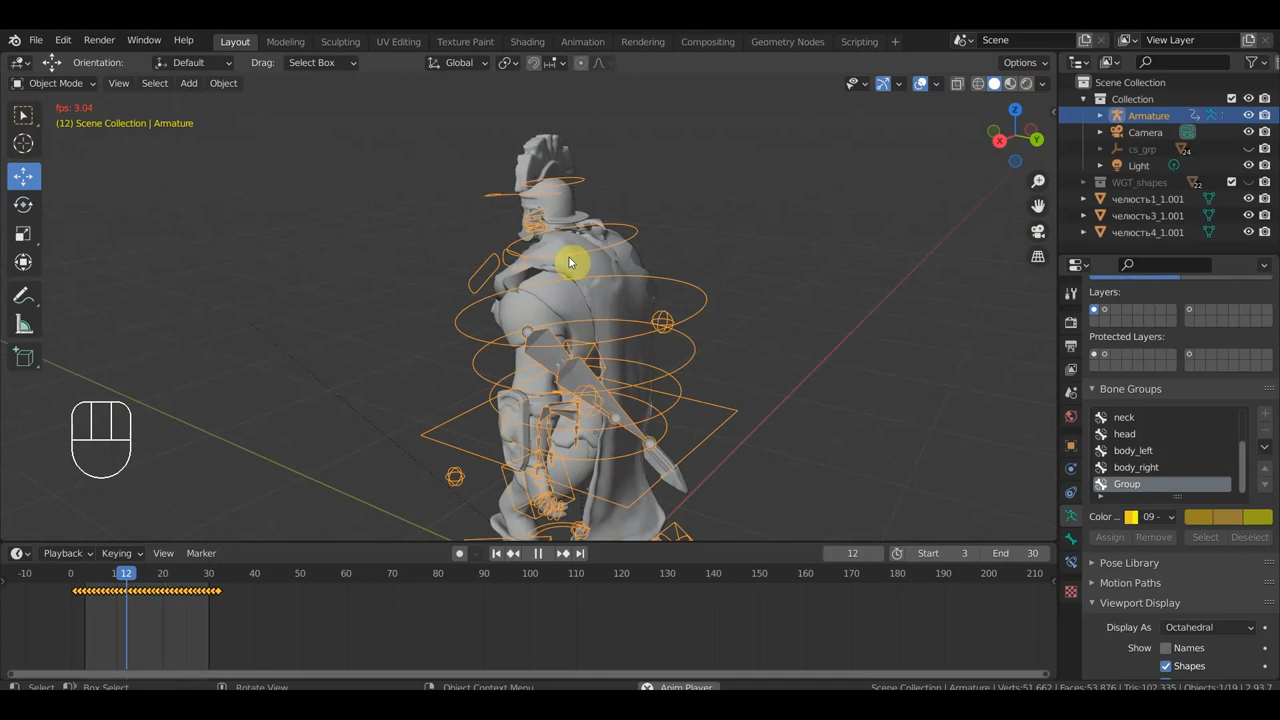 File Edit Render Window Help Layout Modeling Sculpting UV Editing Texture Paint Shading Animation Rendering Compositing Geometry Nodes Scripting + Scene View Layer
Orientation: Default Drag: Select Box Global Options
Object Mode View Select Add Object
Scene Collection
Collection
Armature
Camera
cs_grp 24
Light
WGT_shapes 22
челюсть1_1.001
челюсть3_1.001
челюсть4_1.001
fps: 3.04
(12) Scene Collection | Armature
Z
X
Y
Layers:
Protected Layers:
Bone Groups
neck
head
body_left
body_right
Group
Color ... 09 -
Assign Remove Select Deselect
Pose Library
Motion Paths
Viewport Display
Display As Octahedral
Show Names
Shapes
Playback Keying View Marker 12 Start 3 End 30
-10 0 10 12 20 30 40 50 60 70 80 90 100 110 120 130 140 150 160 170 180 190 200 210
Select Box Select Rotate View Object Context Menu Anim Player Scene Collection | Armature Verts:51,662 Faces:53,876 Tris:102,335 Objects:1/19